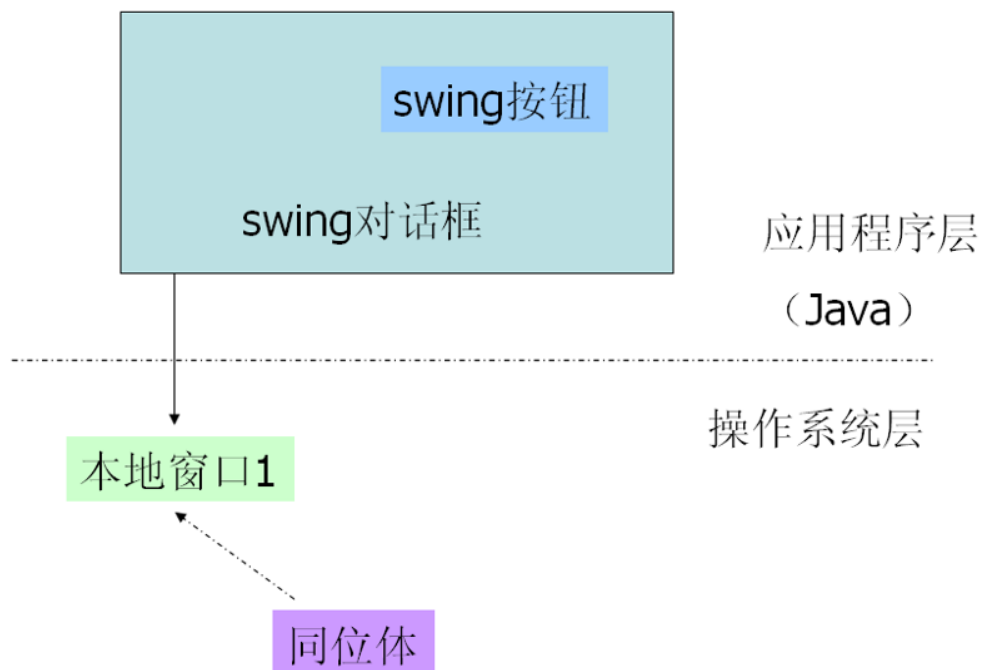 swing按钮
swing对话框
应用程序层
（Java）
操作系统层
本地窗口1
同位体